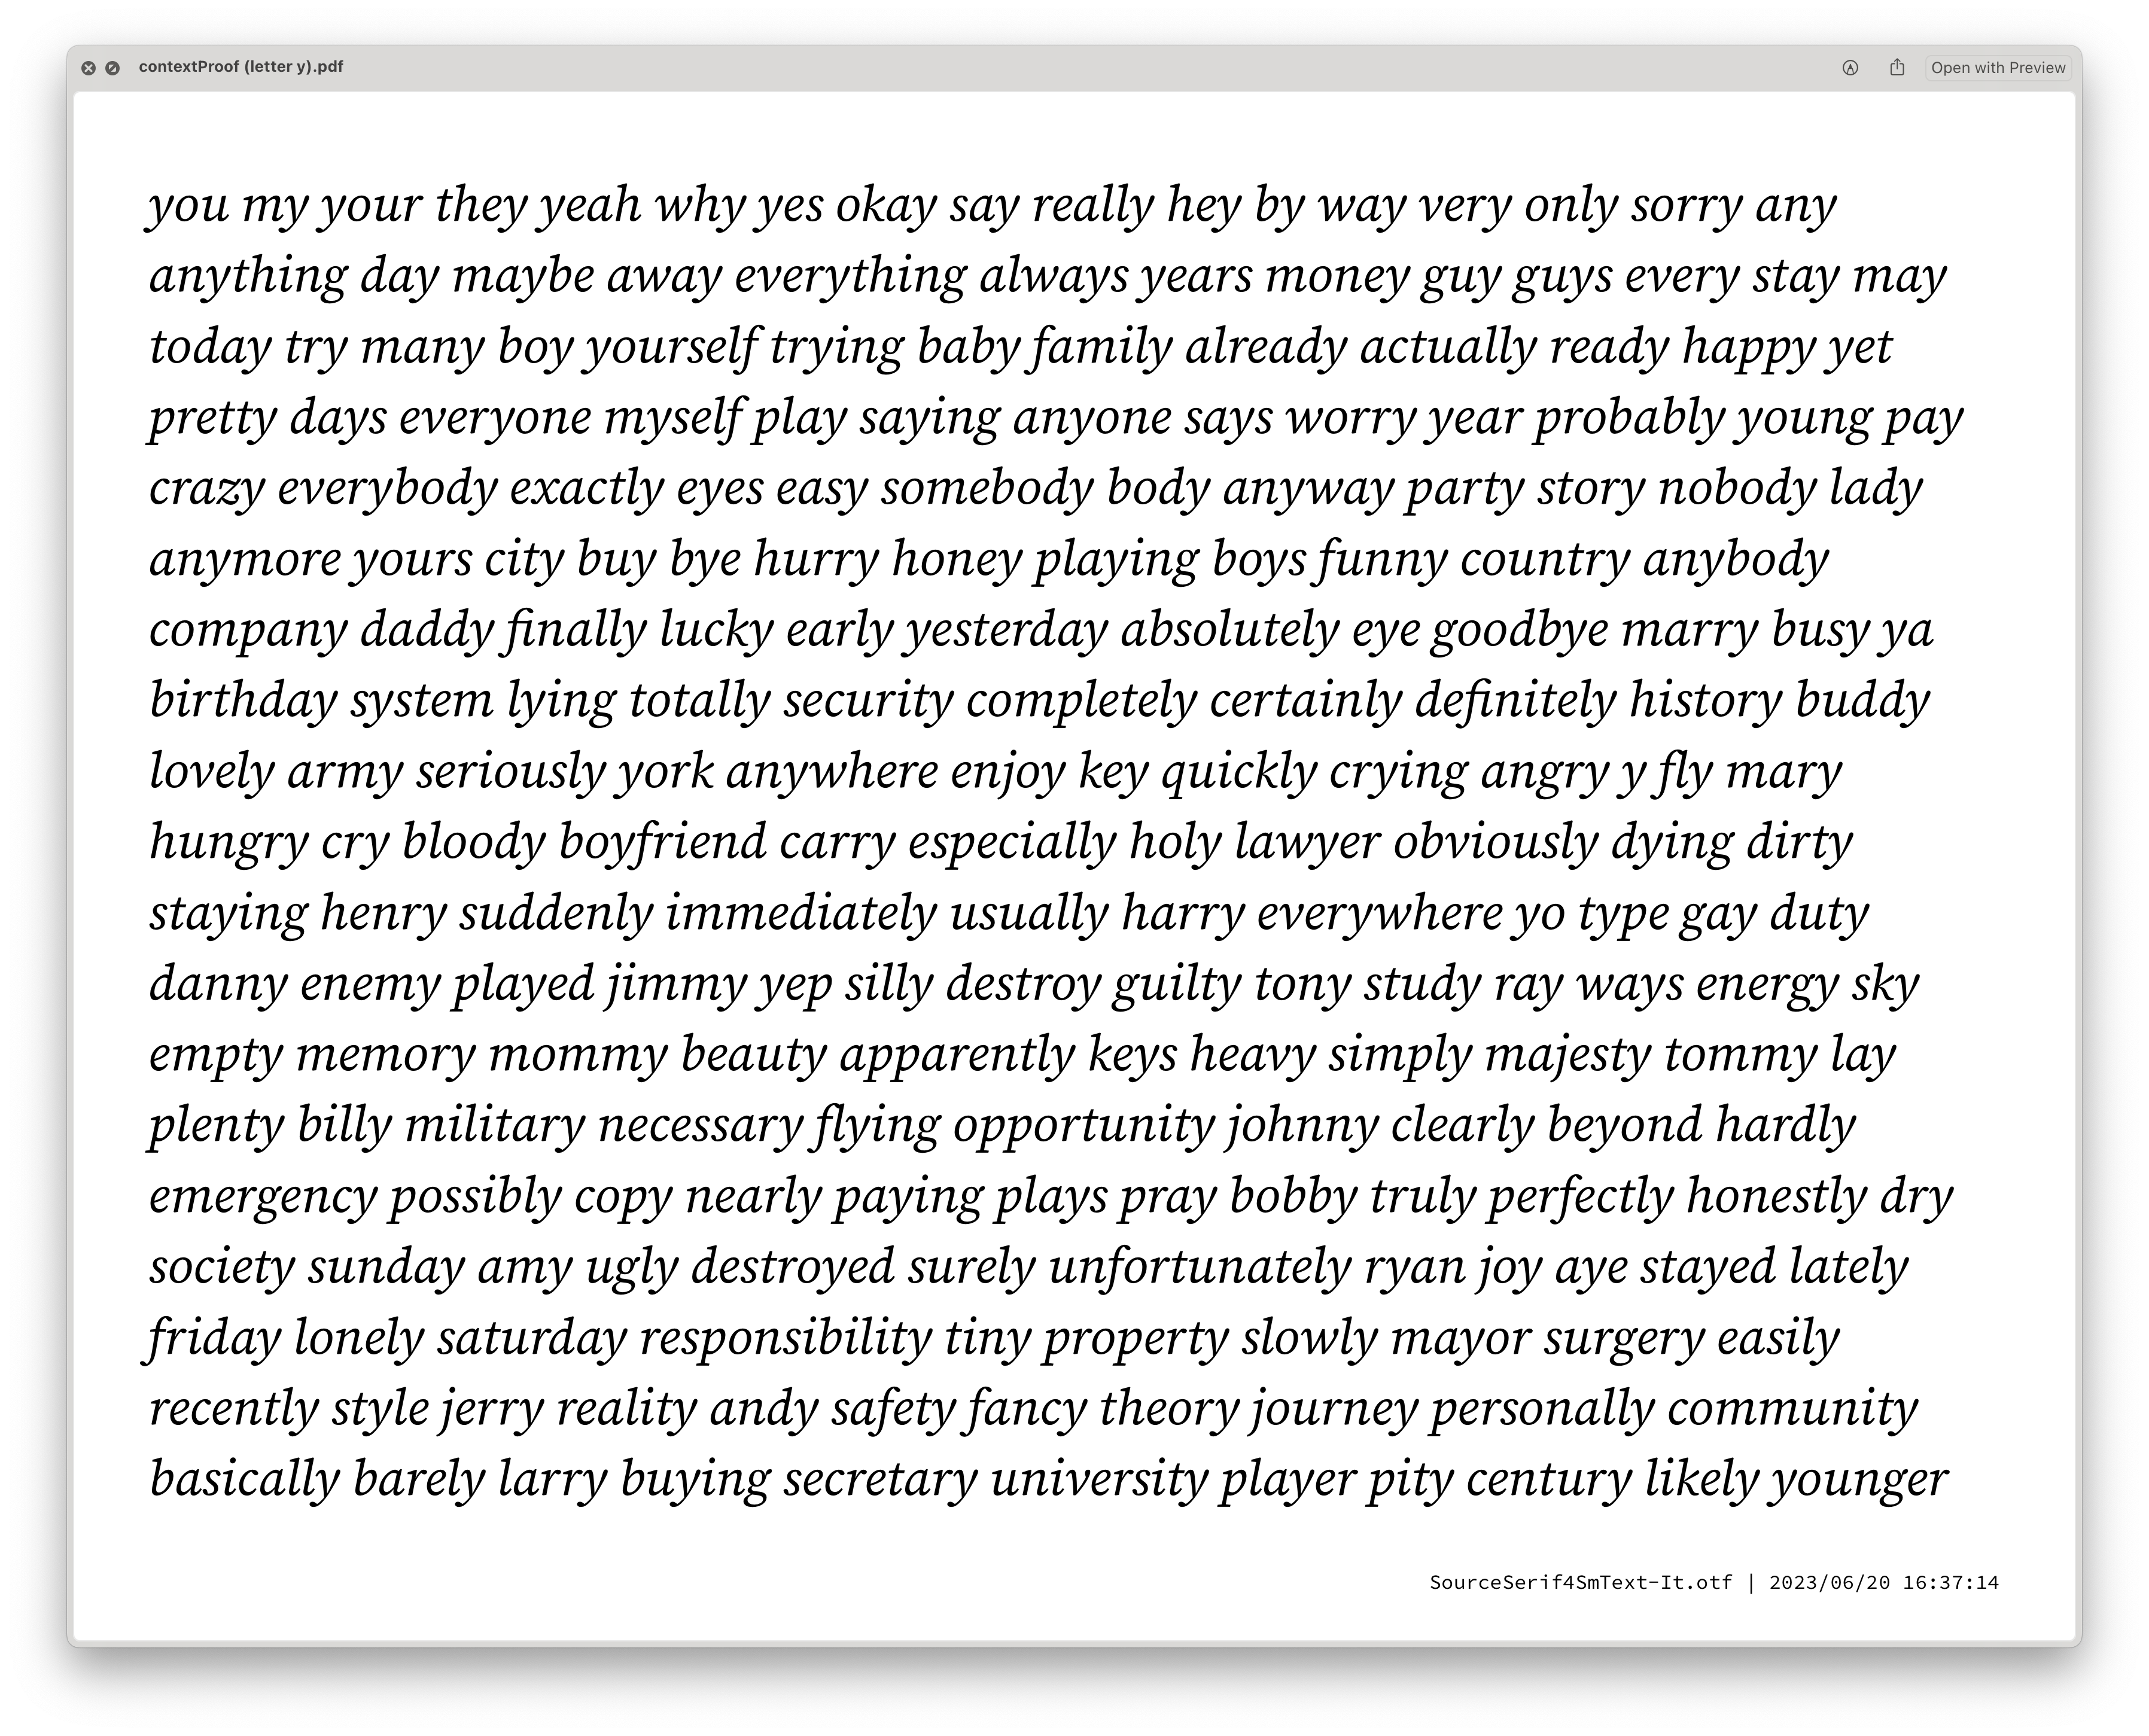 contextProof (letter y).pdf
Open with Preview
you my your they yeah why yes okay say really hey by way very only sorry any
anything day maybe away everything always years money guy guys every stay may
today try many boy yourself trying baby family already actually ready happy yet
pretty days everyone myself play saying anyone says worry year probably young pay
crazy everybody exactly eyes easy somebody body anyway party story nobody lady
anymore yours city buy bye hurry honey playing boys funny country anybody
company daddy finally lucky early yesterday absolutely eye goodbye marry busy ya
birthday system lying totally security completely certainly definitely history buddy
lovely army seriously york anywhere enjoy key quickly crying angry y fly mary
hungry cry bloody boyfriend carry especially holy lawyer obviously dying dirty
staying henry suddenly immediately usually harry everywhere yo type gay duty
danny enemy played jimmy yep silly destroy guilty tony study ray ways energy sky
empty memory mommy beauty apparently keys heavy simply majesty tommy lay
plenty billy military necessary flying opportunity johnny clearly beyond hardly
emergency possibly copy nearly paying plays pray bobby truly perfectly honestly dry
society sunday amy ugly destroyed surely unfortunately ryan joy aye stayed lately
friday lonely saturday responsibility tiny property slowly mayor surgery easily
recently style jerry reality andy safety fancy theory journey personally community
basically barely larry buying secretary university player pity century likely younger
SourceSerif4SmText-It.otf | 2023/06/20 16:37:14